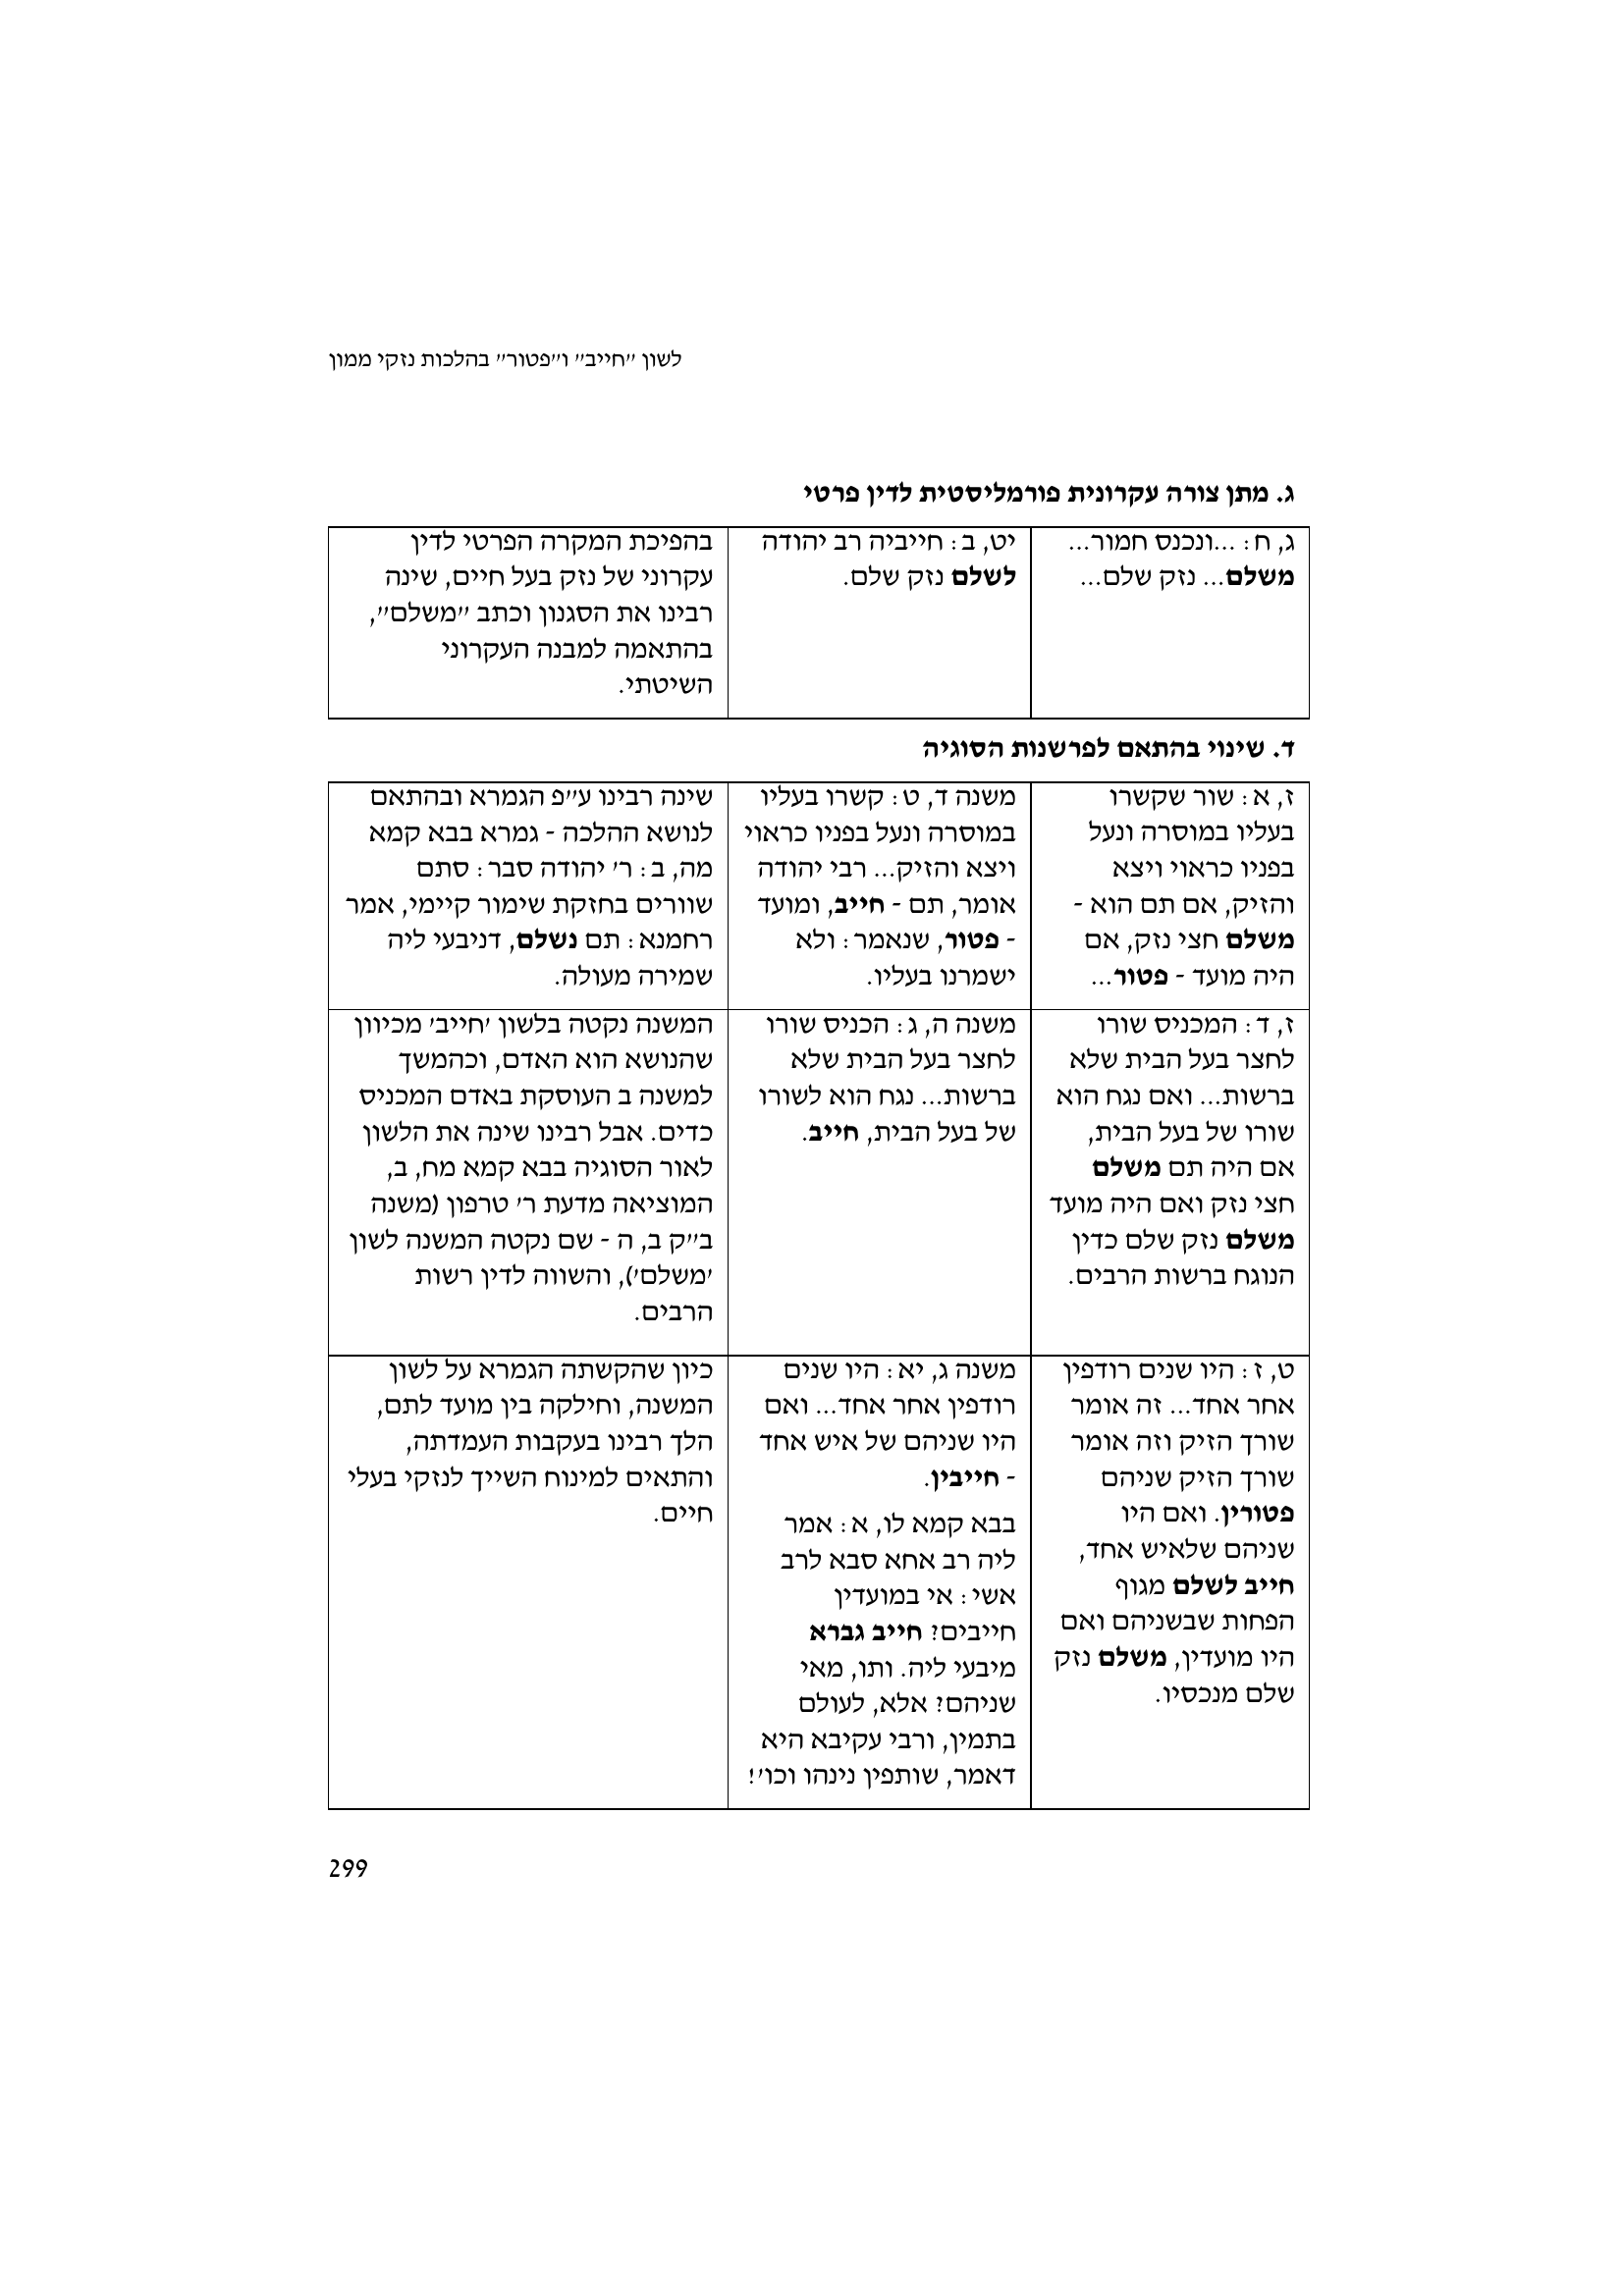 לשון "חייב" ו"פטור" בהלכות נזקי ממון
ג. מתן צורה עקרונית פורמליסטית לדין פרטי
ג, ח: ...ונכנס חמור...
משלם... נזק שלם...
יט, ב: חייביה רב יהודה
לשלם נזק שלם.
בהפיכת המקרה הפרטי לדין
עקרוני של נזק בעל חיים, שינה
רבינו את הסגנון וכתב "משלם",
בהתאמה למבנה העקרוני
השיטתי.
ד. שינוי בהתאם לפרשנות הסוגיה
ז, א: שור שקשרו
בעליו במוסרה ונעל
בפניו כראוי ויצא
והזיק, אם תם הוא -
משלם חצי נזק, אם
היה מועד - פטור...
משנה ד, ט: קשרו בעליו
במוסרה ונעל בפניו כראוי
ויצא והזיק... רבי יהודה
אומר, תם - חייב, ומועד
- פטור, שנאמר: ולא
ישמרנו בעליו.
שינה רבינו ע"פ הגמרא ובהתאם
לנושא ההלכה - גמרא בבא קמא
מה, ב: ר' יהודה סבר: סתם
שוורים בחזקת שימור קיימי, אמר
רחמנא: תם נשלם, דניבעי ליה
שמירה מעולה.
ז, ד: המכניס שורו
לחצר בעל הבית שלא
ברשות... ואם נגח הוא
שורו של בעל הבית,
אם היה תם משלם
חצי נזק ואם היה מועד
משלם נזק שלם כדין
הנוגח ברשות הרבים.
משנה ה, ג: הכניס שורו
לחצר בעל הבית שלא
ברשות... נגח הוא לשורו
של בעל הבית, חייב.
המשנה נקטה בלשון 'חייב' מכיוון
שהנושא הוא האדם, וכהמשך
למשנה ב העוסקת באדם המכניס
כדים. אבל רבינו שינה את הלשון
לאור הסוגיה בבא קמא מח, ב,
המוציאה מדעת ר' טרפון (משנה
ב"ק ב, ה - שם נקטה המשנה לשון
'משלם'), והשווה לדין רשות
הרבים.
ט, ז: היו שנים רודפין
אחר אחד... זה אומר
שורך הזיק וזה אומר
שורך הזיק שניהם
פטורין. ואם היו
שניהם שלאיש אחד,
חייב לשלם מגוף
הפחות שבשניהם ואם
היו מועדין, משלם נזק
שלם מנכסיו.
משנה ג, יא: היו שנים
רודפין אחר אחד... ואם
היו שניהם של איש אחד
- חייבין.
בבא קמא לו, א: אמר
ליה רב אחא סבא לרב
אשי: אי במועדין
חייבים? חייב גברא
מיבעי ליה. ותו, מאי
שניהם? אלא, לעולם
בתמין, ורבי עקיבא היא
דאמר, שותפין נינהו וכו'!
כיון שהקשתה הגמרא על לשון
המשנה, וחילקה בין מועד לתם,
הלך רבינו בעקבות העמדתה,
והתאים למינוח השייך לנזקי בעלי
חיים.
299